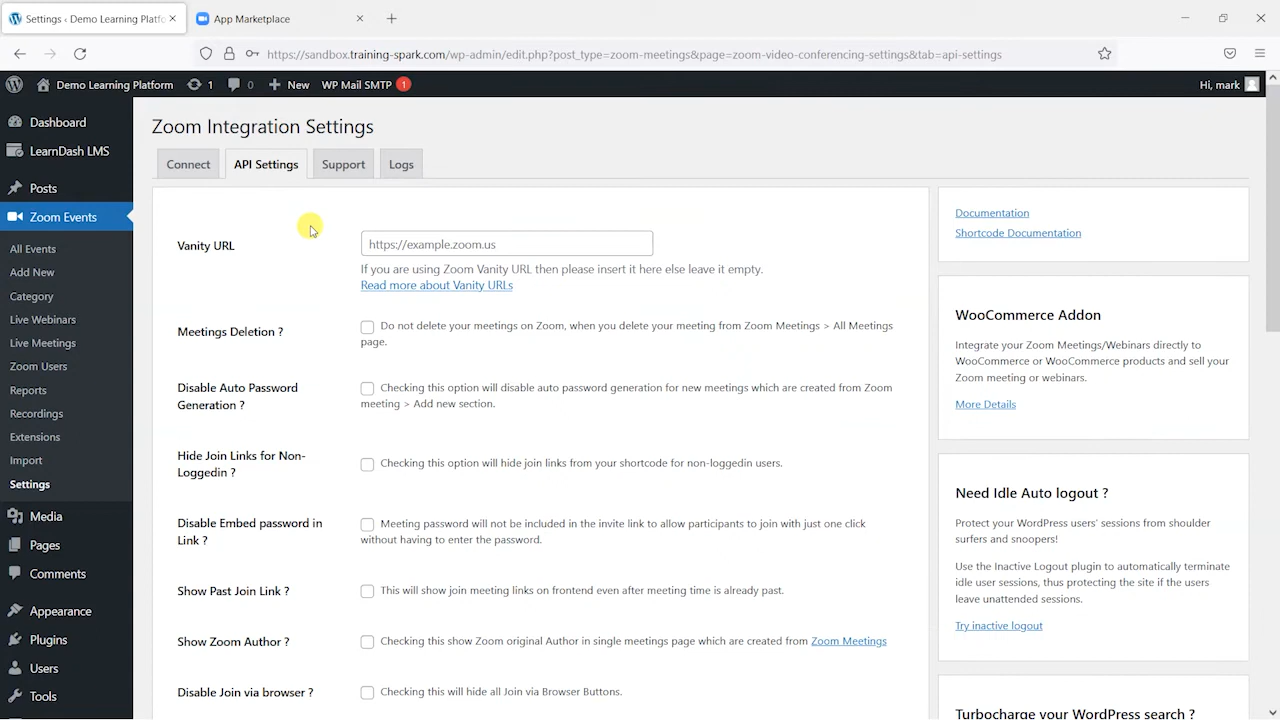 Settings ‹ Demo Learning Platfo
App Marketplace
https://sandbox.training-spark.com/wp-admin/edit.php?post_type=zoom-meetings&page=zoom-video-conferencing-settings&tab=api-settings
Demo Learning Platform 1 0 New WP Mail SMTP 1 Hi, mark
Dashboard
LearnDash LMS
Posts
Zoom Events
All Events
Add New
Category
Live Webinars
Live Meetings
Zoom Users
Reports
Recordings
Extensions
Import
Settings
Media
Pages
Comments
Appearance
Plugins
Users
Tools
Zoom Integration Settings
Connect API Settings Support Logs
Vanity URL
https://example.zoom.us
If you are using Zoom Vanity URL then please insert it here else leave it empty.
Read more about Vanity URLs
Meetings Deletion ?
Do not delete your meetings on Zoom, when you delete your meeting from Zoom Meetings > All Meetings
page.
Disable Auto Password
Generation ?
Checking this option will disable auto password generation for new meetings which are created from Zoom
meeting > Add new section.
Hide Join Links for Non-
Loggedin ?
Checking this option will hide join links from your shortcode for non-loggedin users.
Disable Embed password in
Link ?
Meeting password will not be included in the invite link to allow participants to join with just one click
without having to enter the password.
Show Past Join Link ?
This will show join meeting links on frontend even after meeting time is already past.
Show Zoom Author ?
Checking this show Zoom original Author in single meetings page which are created from Zoom Meetings
Disable Join via browser ?
Checking this will hide all Join via Browser Buttons.
Documentation
Shortcode Documentation
WooCommerce Addon
Integrate your Zoom Meetings/Webinars directly to
WooCommerce or WooCommerce products and sell your
Zoom meeting or webinars.
More Details
Need Idle Auto logout ?
Protect your WordPress users' sessions from shoulder
surfers and snoopers!
Use the Inactive Logout plugin to automatically terminate
idle user sessions, thus protecting the site if the users
leave unattended sessions.
Try inactive logout
Turbocharge your WordPress search ?